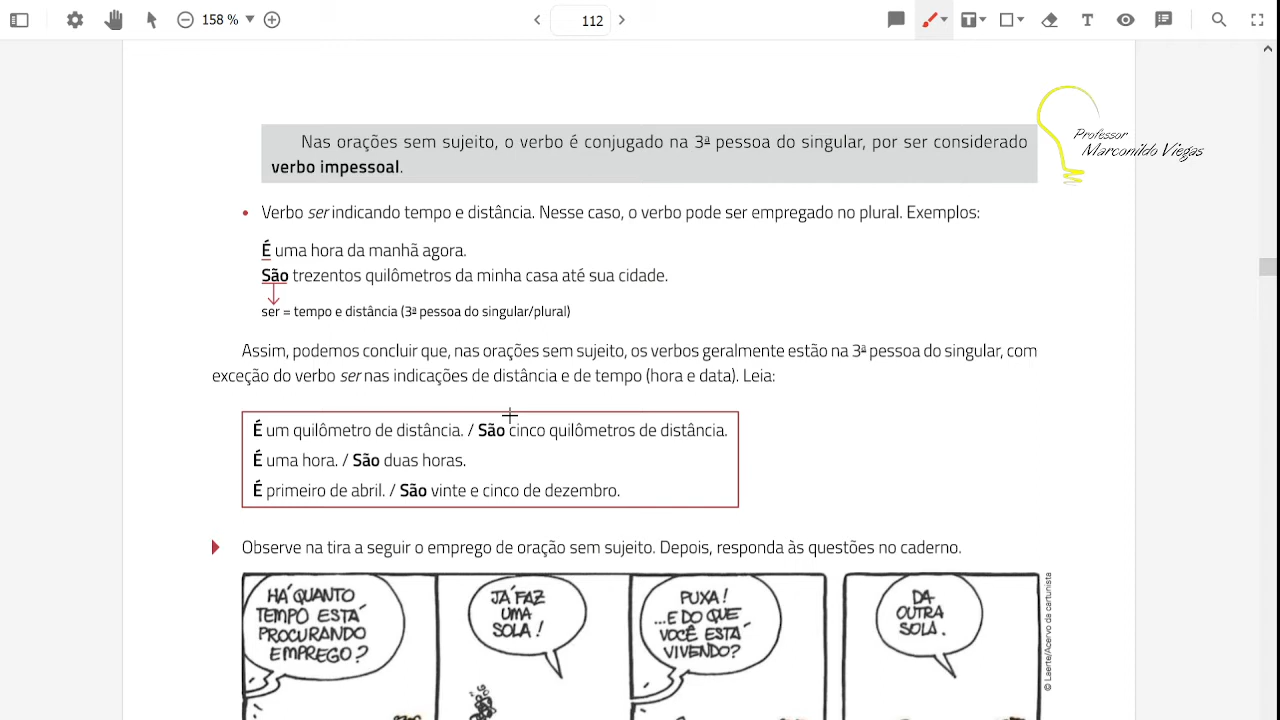 158 %
112
Professor
Marconildo Viegas
Nas orações sem sujeito, o verbo é conjugado na 3ª pessoa do singular, por ser considerado
verbo impessoal.
• Verbo ser indicando tempo e distância. Nesse caso, o verbo pode ser empregado no plural. Exemplos:
É uma hora da manhã agora.
São trezentos quilômetros da minha casa até sua cidade.
ser = tempo e distância (3ª pessoa do singular/plural)
Assim, podemos concluir que, nas orações sem sujeito, os verbos geralmente estão na 3ª pessoa do singular, com
exceção do verbo ser nas indicações de distância e de tempo (hora e data). Leia:
É um quilômetro de distância. / São cinco quilômetros de distância.
É uma hora. / São duas horas.
É primeiro de abril. / São vinte e cinco de dezembro.
Observe na tira a seguir o emprego de oração sem sujeito. Depois, responda às questões no caderno.
HÁ QUANTO
TEMPO ESTÁ
PROCURANDO
EMPREGO?
JÁ FAZ
UMA
SOLA!
PUXA!
...E DO QUE
VOCÊ ESTÁ
VIVENDO?
DA
OUTRA
SOLA.
© Laerte/Acervo da cartunista